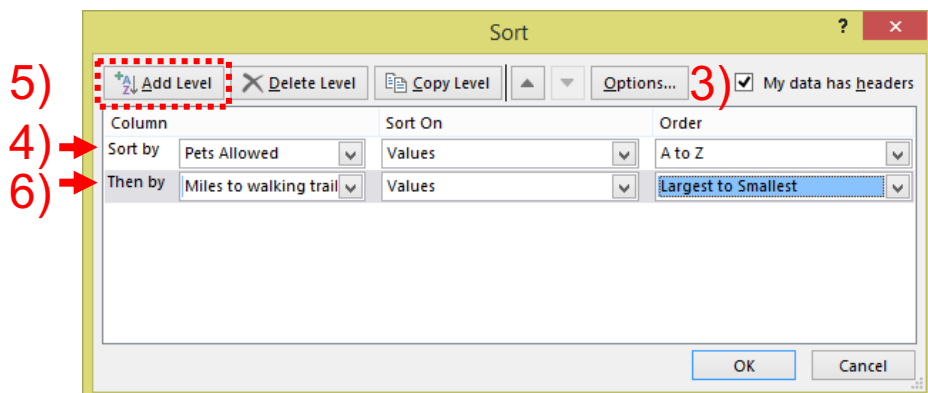 Sort ? ×
5) Add Level Delete Level Copy Level Options... 3) My data has headers
Column Sort On Order
4) Sort by Pets Allowed Values A to Z
6) Then by Miles to walking trail Values Largest to Smallest
OK Cancel